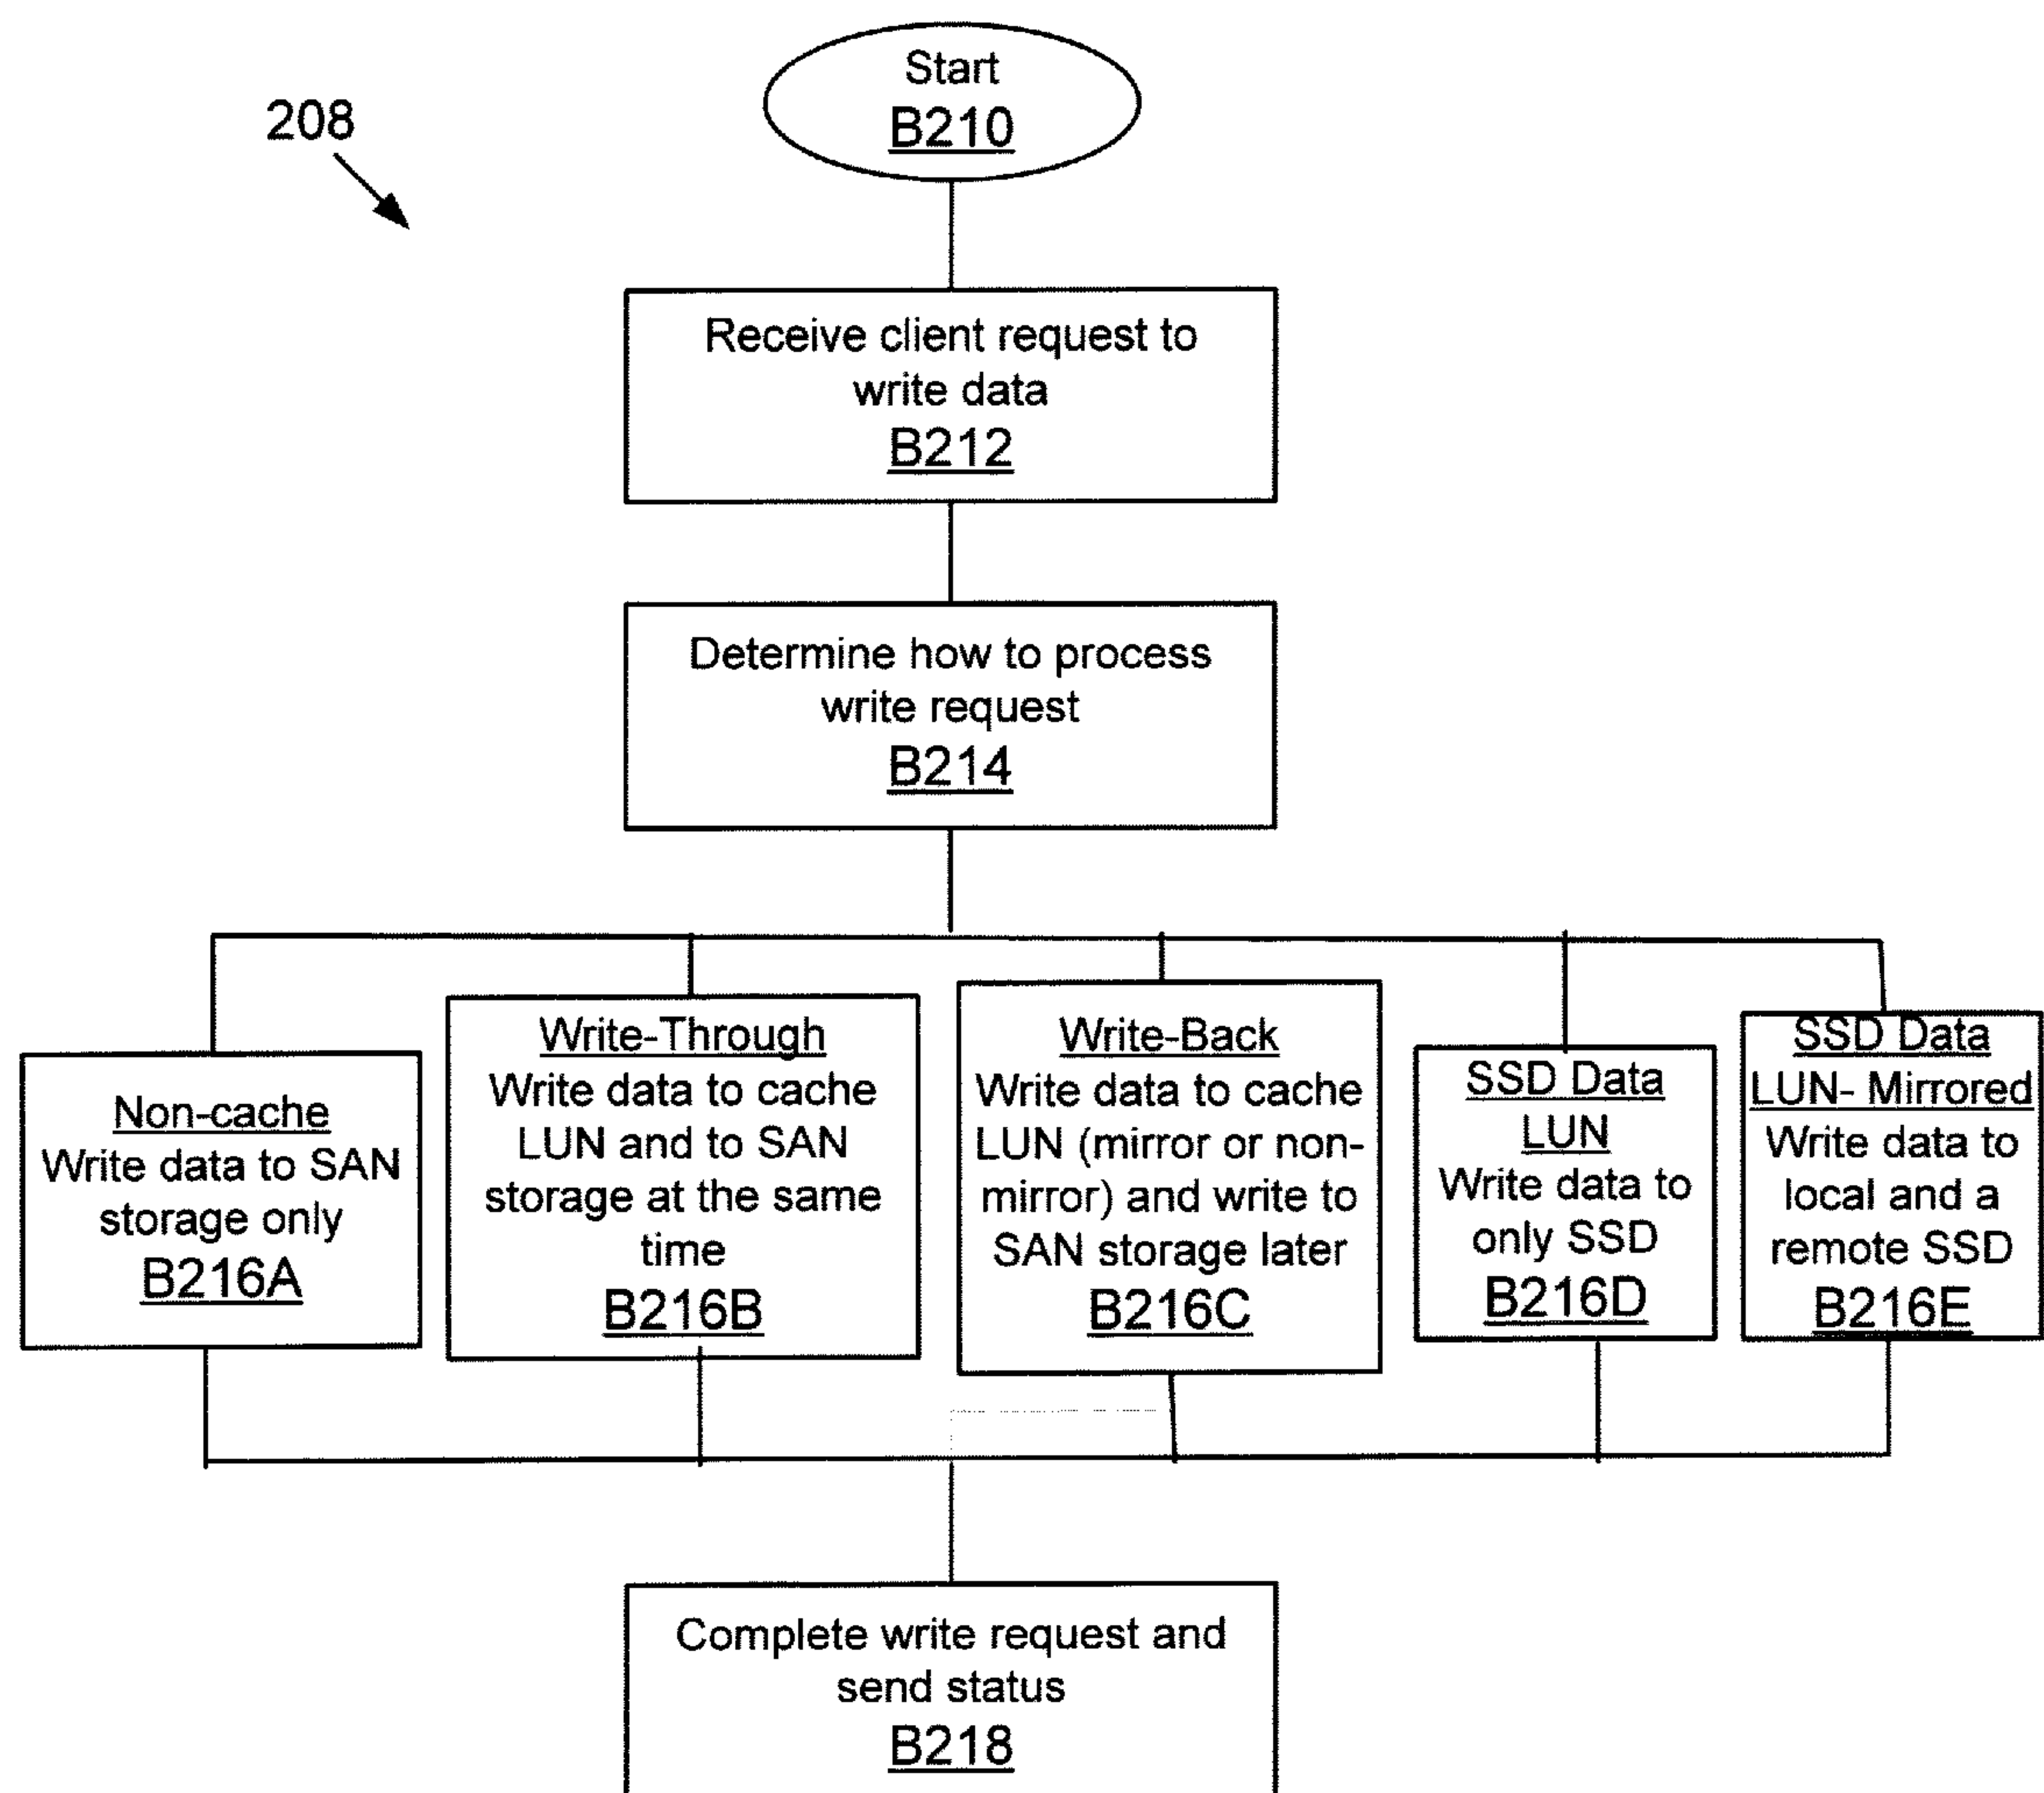 208
Start
B210
Receive client request to
write data
B212
Determine how to process
write request
B214
Non-cache
Write data to SAN
storage only
B216A
Write-Through
Write data to cache
LUN and to SAN
storage at the same
time
B216B
Write-Back
Write data to cache
LUN (mirror or non-
mirror) and write to
SAN storage later
B216C
SSD Data
LUN
Write data to
only SSD
B216D
SSD Data
LUN- Mirrored
Write data to
local and a
remote SSD
B216E
Complete write request and
send status
B218